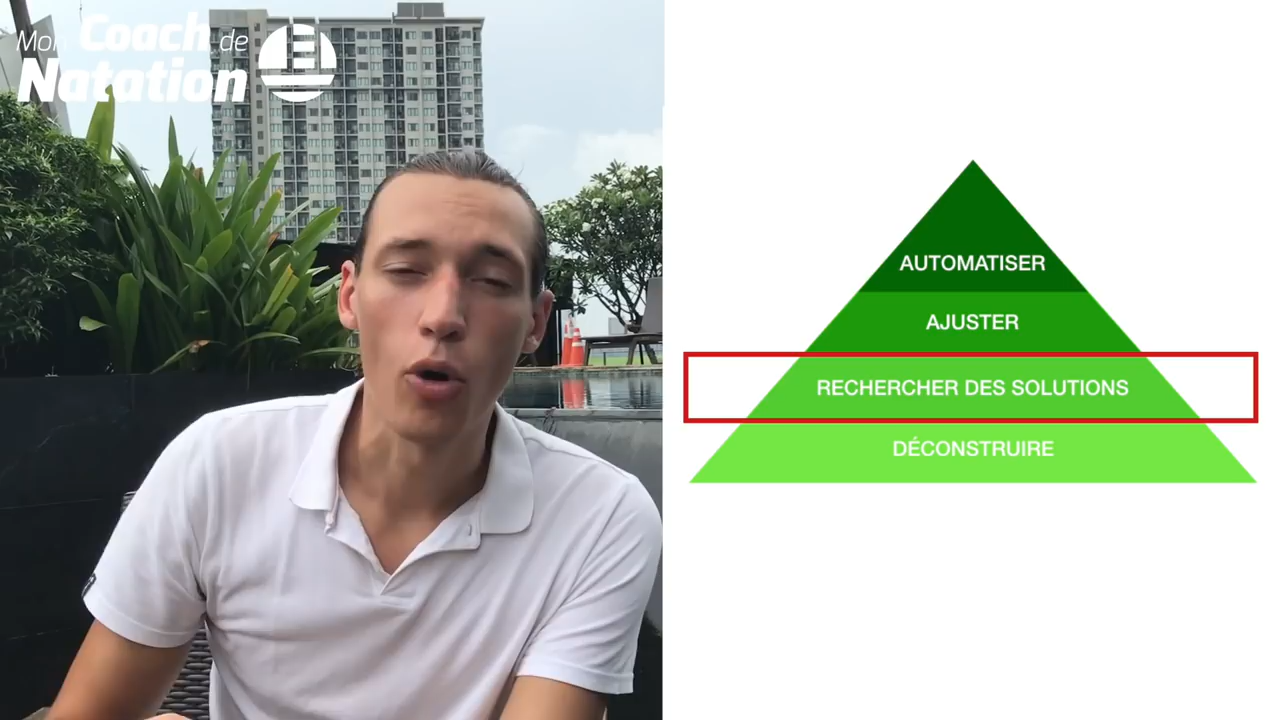 Mon Coach de
Natation
AUTOMATISER
AJUSTER
RECHERCHER DES SOLUTIONS
DÉCONSTRUIRE